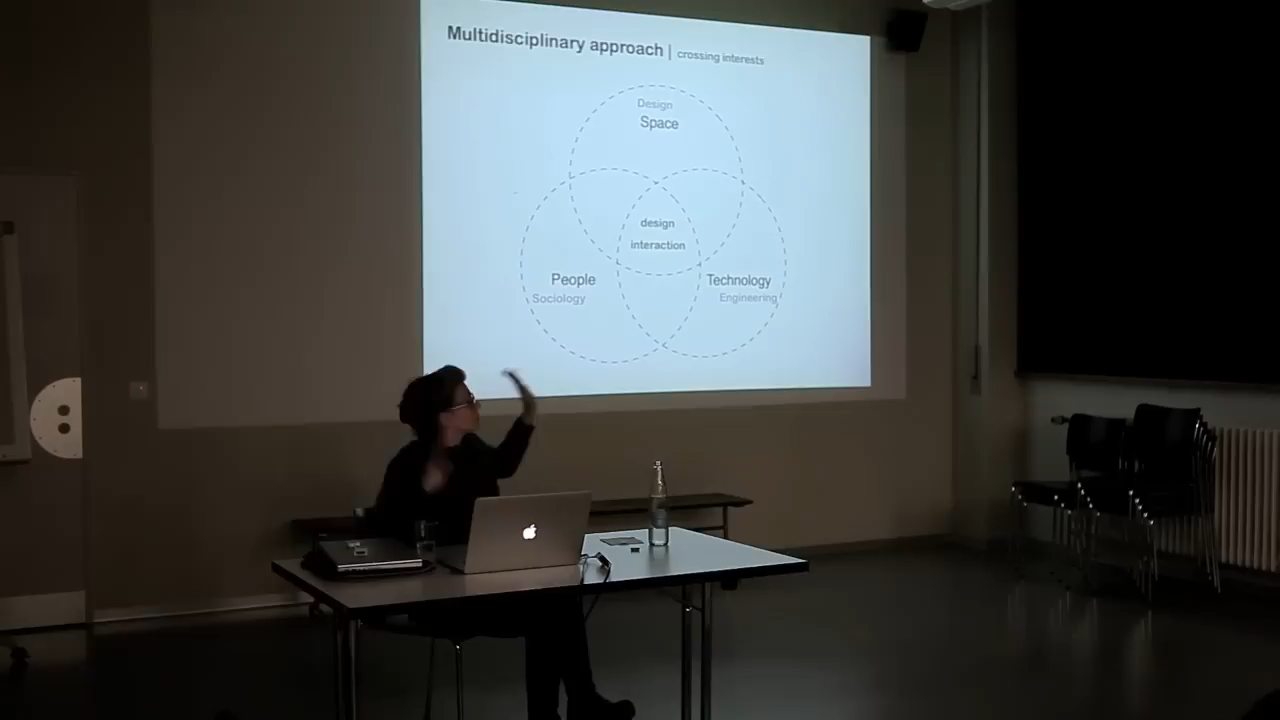 Multidisciplinary approach | crossing interests
Design
Space
design
interaction
People
Sociology
Technology
Engineering